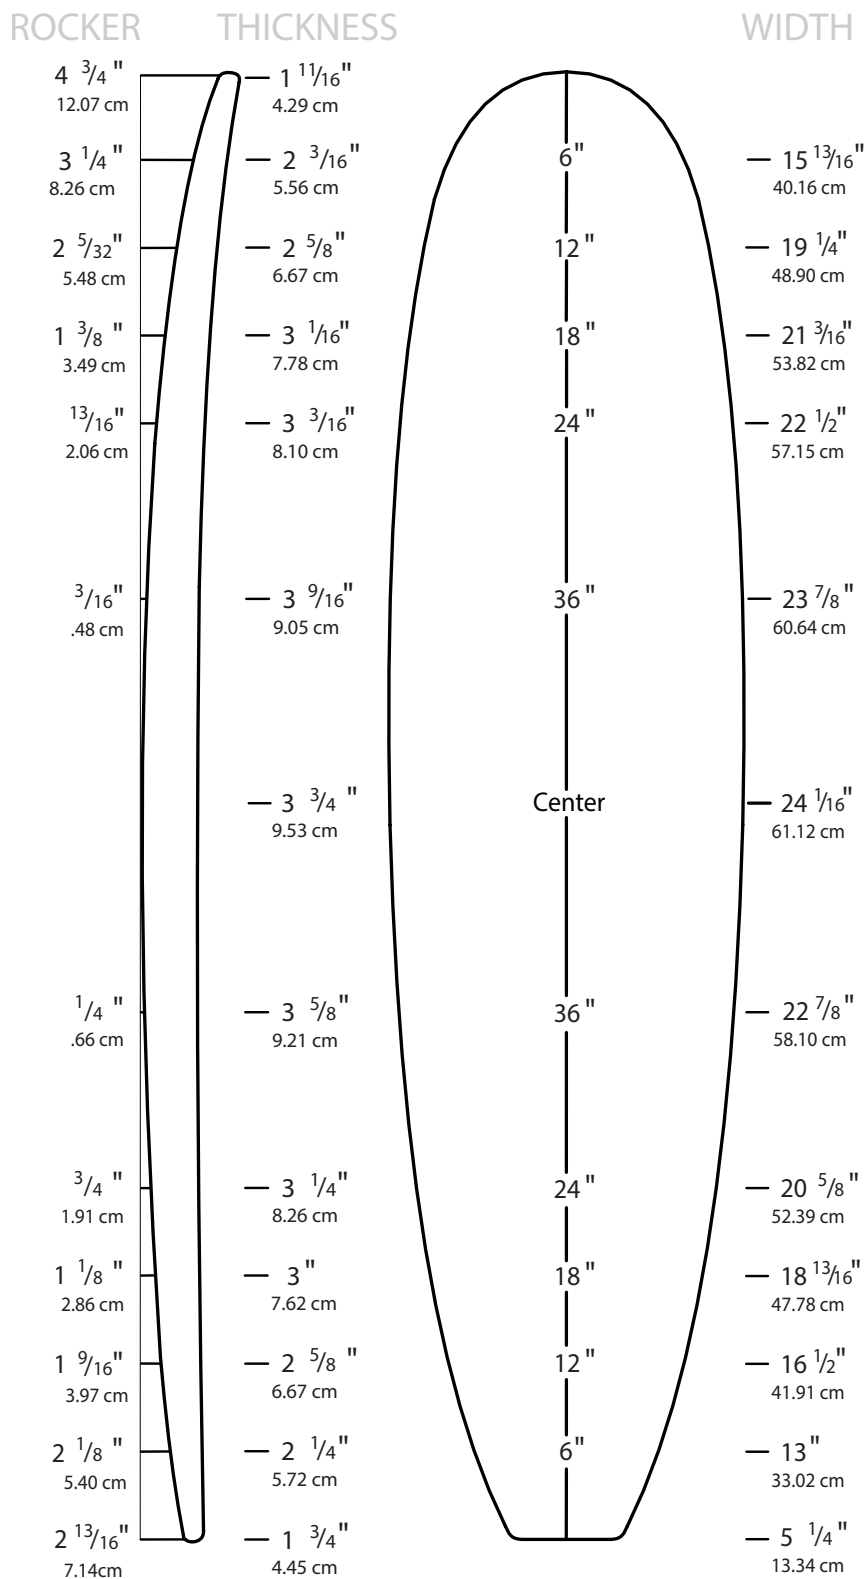 ROCKER THICKNESS WIDTH
4 3/4 " 1 11/16"
12.07 cm 4.29 cm
3 1/4 " 2 3/16" 6" 15 13/16"
8.26 cm 5.56 cm 40.16 cm
2 5/32" 2 5/8 " 12 " 19 1/4"
5.48 cm 6.67 cm 48.90 cm
1 3/8 " 3 1/16" 18 " 21 3/16"
3.49 cm 7.78 cm 53.82 cm
13/16" 3 3/16" 24 " 22 1/2"
2.06 cm 8.10 cm 57.15 cm
3/16" 3 9/16" 36 " 23 7/8 "
.48 cm 9.05 cm 60.64 cm
3 3/4 " Center 24 1/16"
9.53 cm 61.12 cm
1/4 " 3 5/8 " 36 " 22 7/8 "
.66 cm 9.21 cm 58.10 cm
3/4 " 3 1/4" 24 " 20 5/8 "
1.91 cm 8.26 cm 52.39 cm
1 1/8 " 3 " 18 " 18 13/16"
2.86 cm 7.62 cm 47.78 cm
1 9/16" 2 5/8 " 12 " 16 1/2"
3.97 cm 6.67 cm 41.91 cm
2 1/8 " 2 1/4" 6" 13"
5.40 cm 5.72 cm 33.02 cm
2 13/16" 1 3/4" 5 1/4"
7.14cm 4.45 cm 13.34 cm